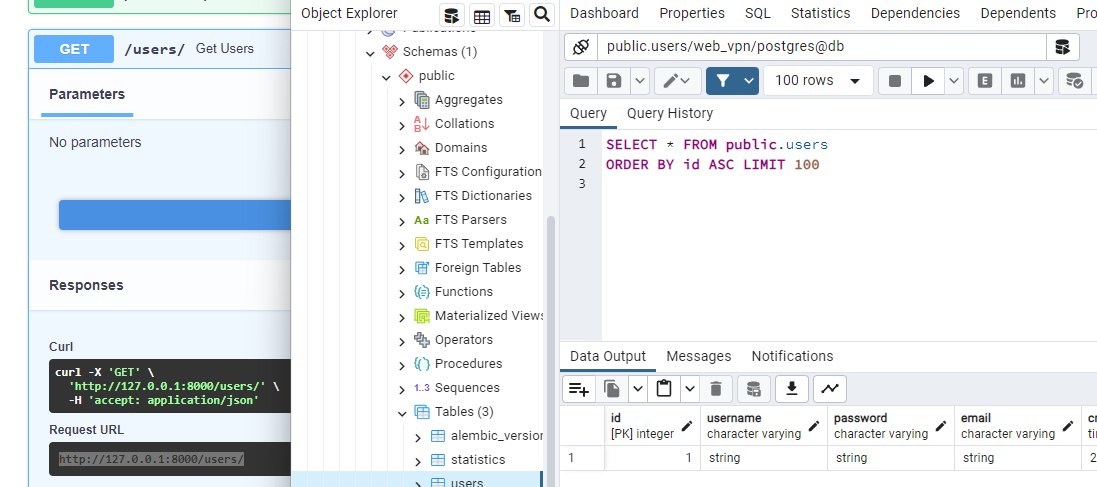 GET /users/ Get Users
Parameters
No parameters
Responses
Curl
curl -X 'GET' \
'http://127.0.0.1:8000/users/' \
-H 'accept: application/json'
Request URL
http://127.0.0.1:8000/users/
Object Explorer
Schemas (1)
public
Aggregates
Collations
Domains
FTS Configuration
FTS Dictionaries
FTS Parsers
FTS Templates
Foreign Tables
Functions
Materialized Views
Operators
Procedures
1..3 Sequences
Tables (3)
alembic_version
statistics
users
Dashboard Properties SQL Statistics Dependencies Dependents Pro
public.users/web_vpn/postgres@db
100 rows
E
Query Query History
1 SELECT * FROM public.users
2 ORDER BY id ASC LIMIT 100
3
Data Output Messages Notifications
id username password email
[PK] integer character varying character varying character varying
1 1 string string string 2